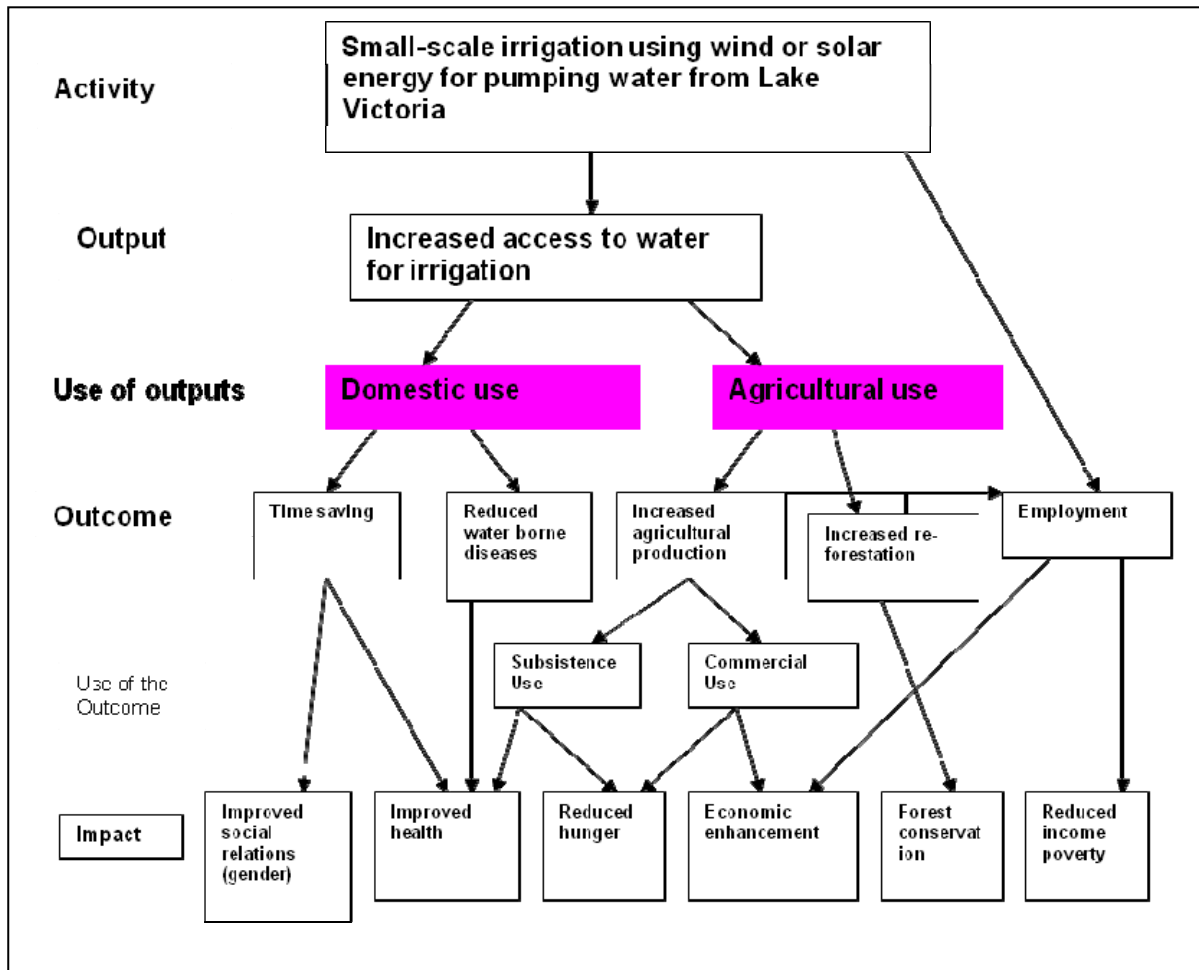 Activity
Small-scale irrigation using wind or solar
energy for pumping water from Lake
Victoria
Output
Increased access to water
for irrigation
Use of outputs
Domestic use
Agricultural use
Outcome
Time saving
Reduced
water borne
diseases
Increased
agricultural
production
Increased re-
forestation
Employment
Use of the
Outcome
Subsistence
Use
Commercial
Use
Impact
Improved
social
relations
(gender)
Improved
health
Reduced
hunger
Economic
enhancement
Forest
conservat
ion
Reduced
income
poverty